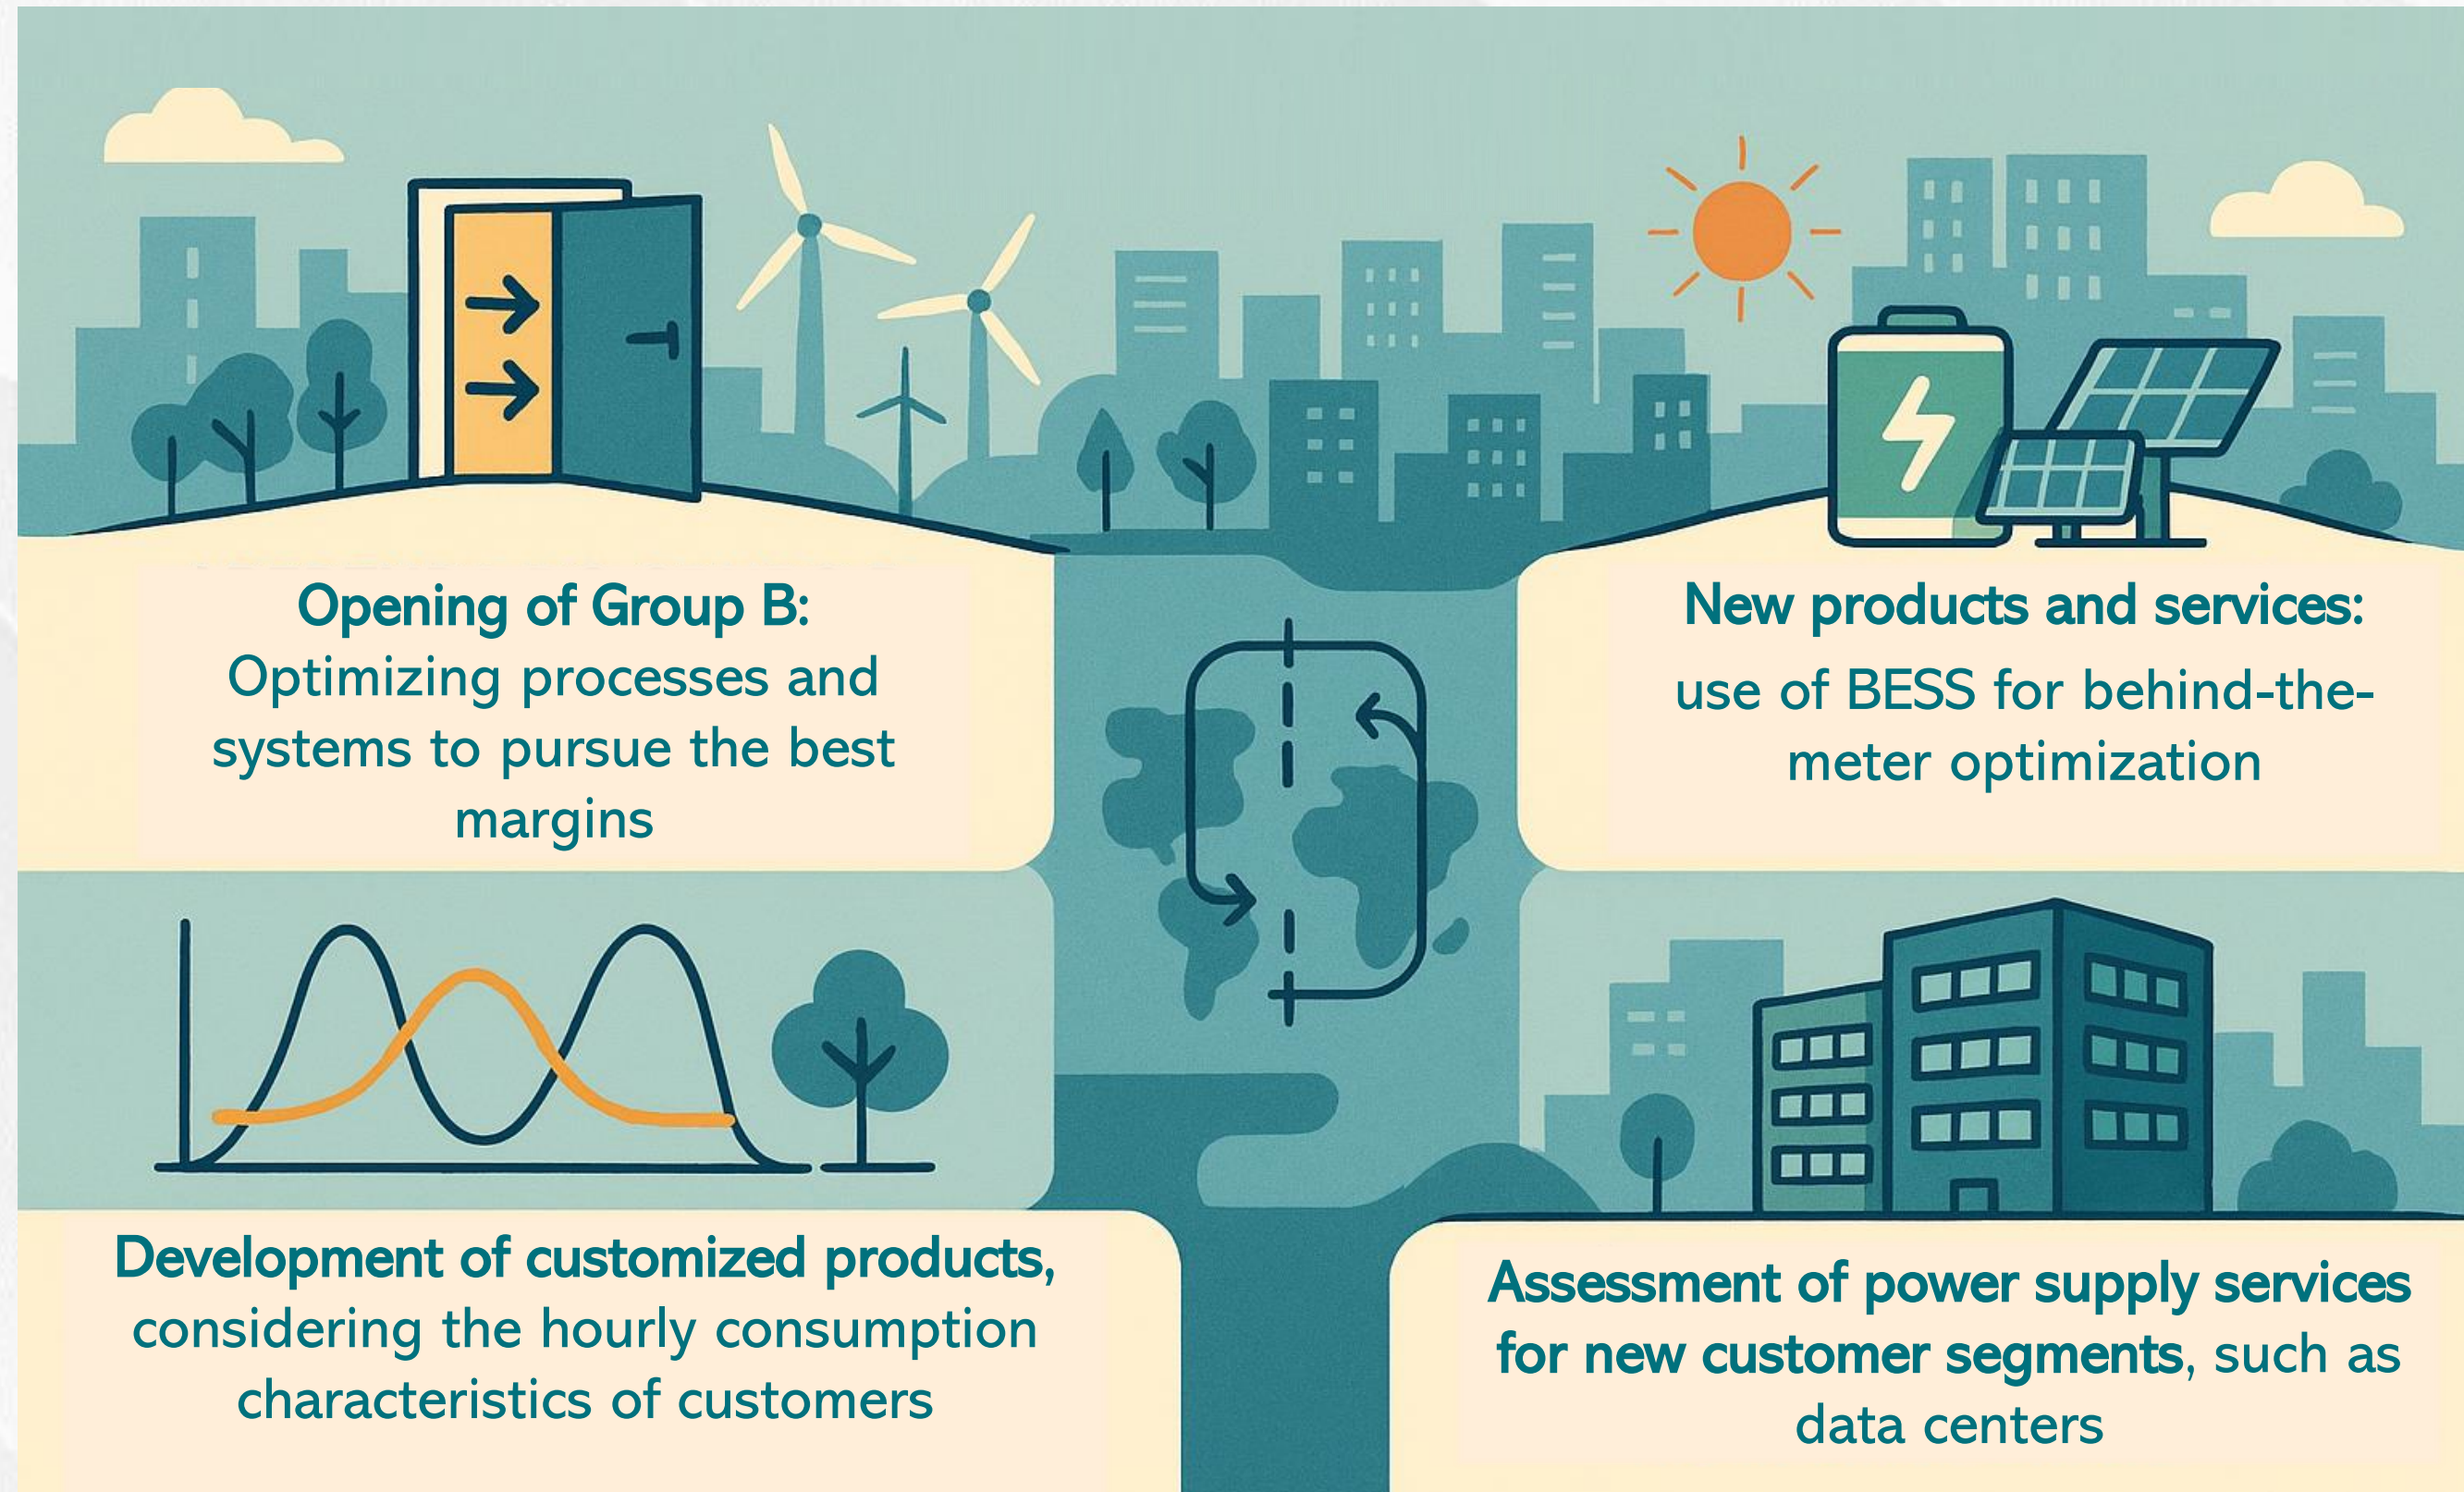 Opening of Group B:
Optimizing processes and
systems to pursue the best
margins
New products and services:
use of BESS for behind-the-
meter optimization
Development of customized products,
considering the hourly consumption
characteristics of customers
Assessment of power supply services
for new customer segments, such as
data centers